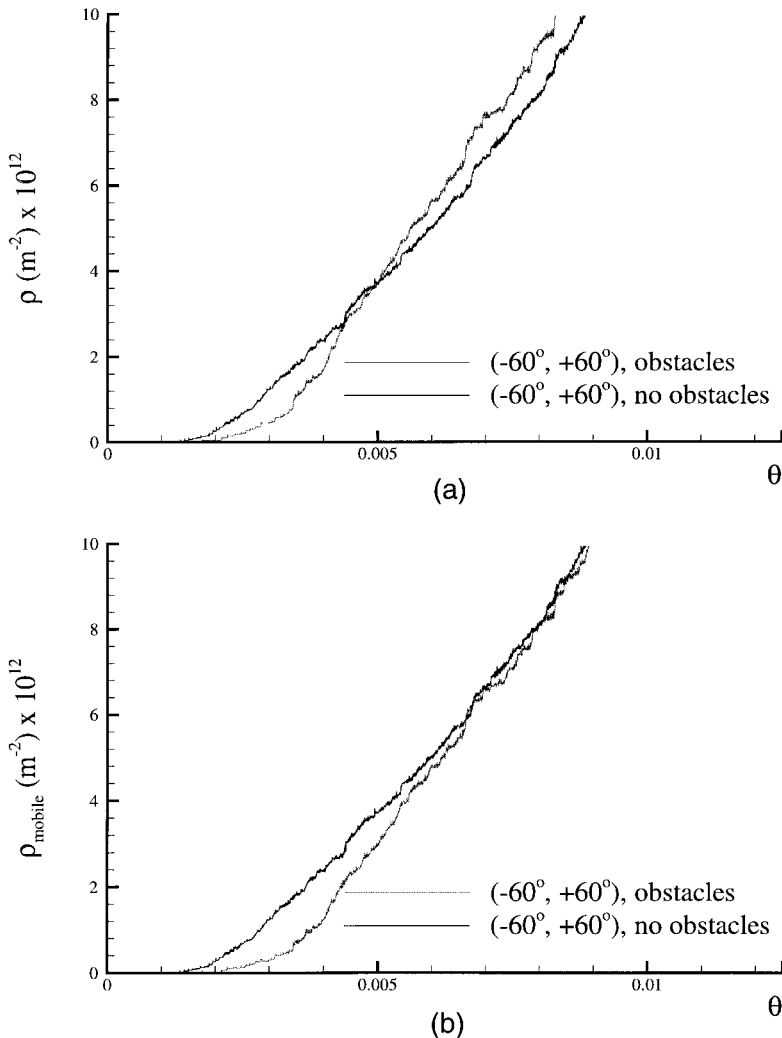 10
8
6
4
2
0
ρ (m⁻²) x 10¹²
(-60°, +60°), obstacles
(-60°, +60°), no obstacles
0
0.005
0.01
θ
(a)
10
8
6
4
2
0
ρmobile (m⁻²) x 10¹²
(-60°, +60°), obstacles
(-60°, +60°), no obstacles
0
0.005
0.01
θ
(b)